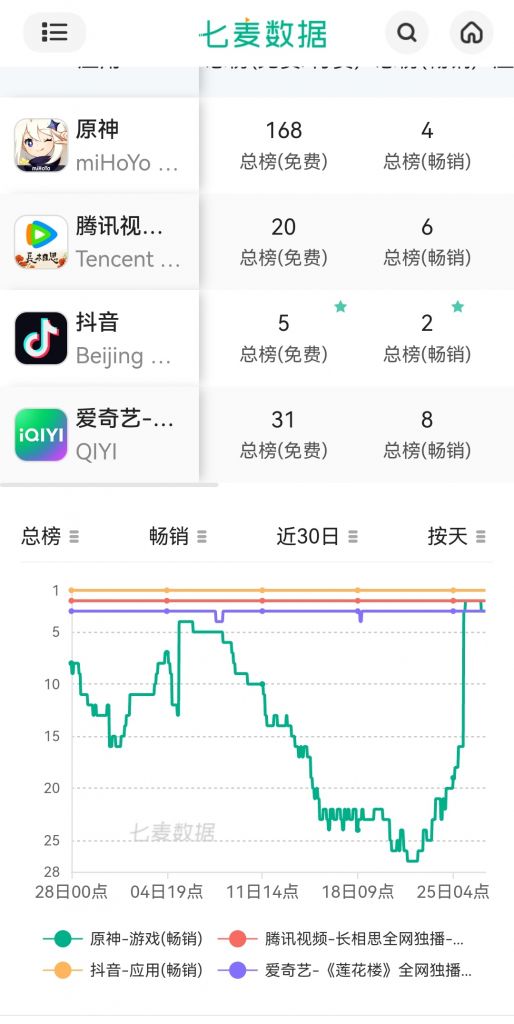 七麦数据
原神
miHoYo ...
168
总榜(免费)
4
总榜(畅销)
腾讯视频...
Tencent ...
20
总榜(免费)
6
总榜(畅销)
抖音
Beijing ...
5
总榜(免费)
2
总榜(畅销)
爱奇艺-...
QIYI
31
总榜(免费)
8
总榜(畅销)
miHoYo
长相思
iQIYI
总榜
畅销
近30日
按天
1
5
10
15
20
25
28
七麦数据
28日00点
04日19点
11日14点
18日09点
25日04点
原神-游戏(畅销)
腾讯视频-长相思全网独播-...
抖音-应用(畅销)
爱奇艺-《莲花楼》全网独播...